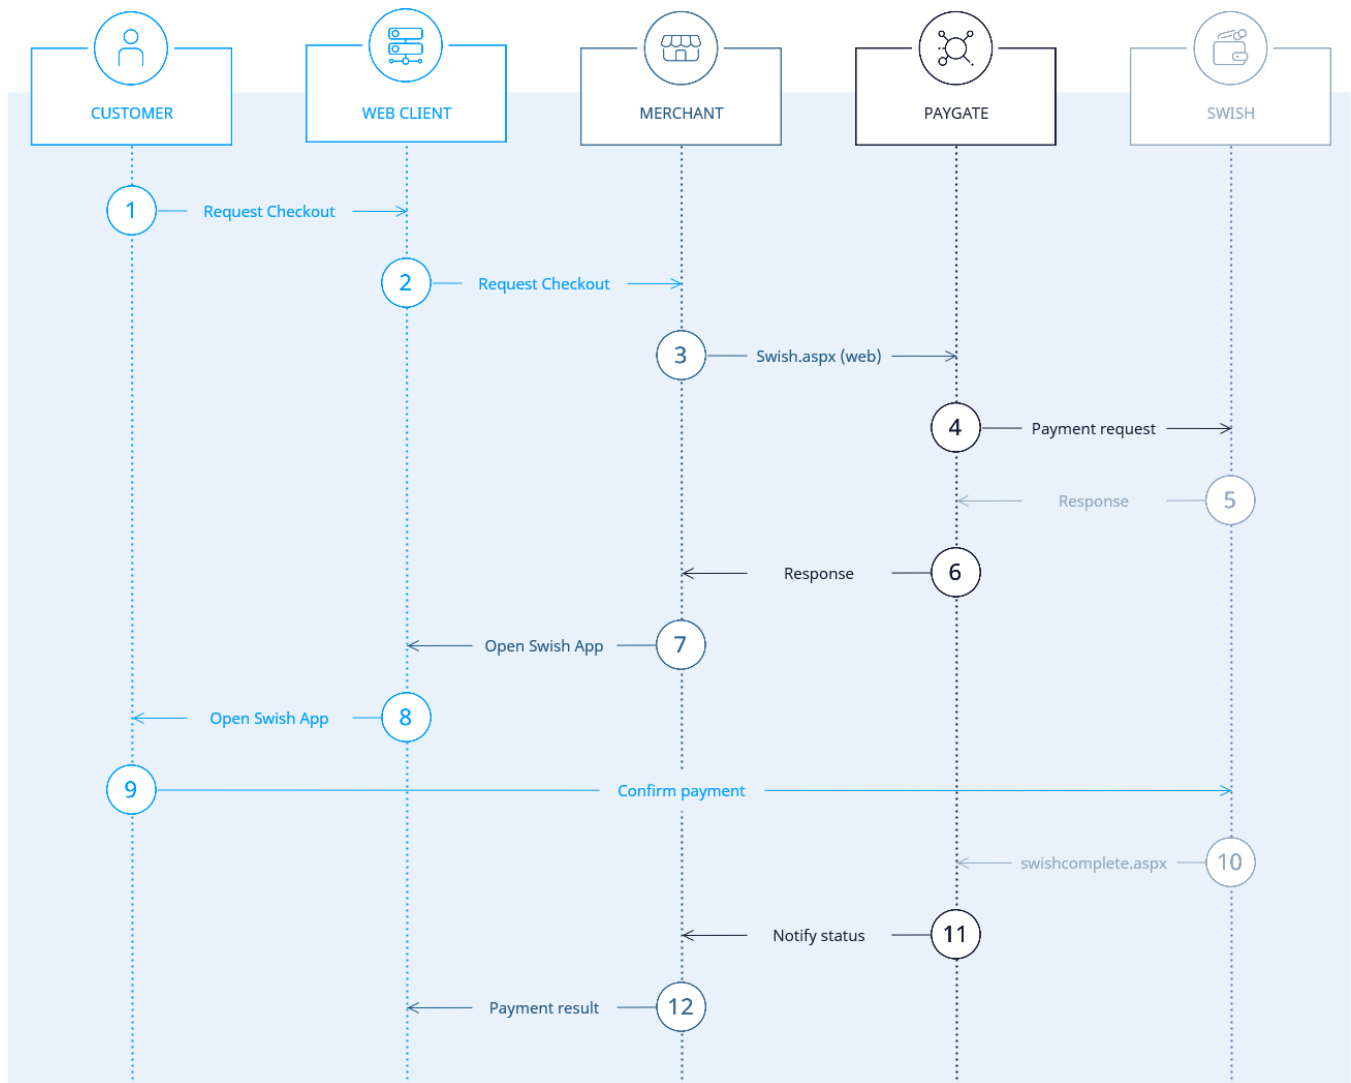 CUSTOMER
WEB CLIENT
MERCHANT
PAYGATE
SWISH
1 Request Checkout
2 Request Checkout
3 Swish.aspx (web)
4 Payment request
Response 5
Response 6
Open Swish App 7
Open Swish App 8
9 Confirm payment
swishcomplete.aspx 10
Notify status 11
Payment result 12